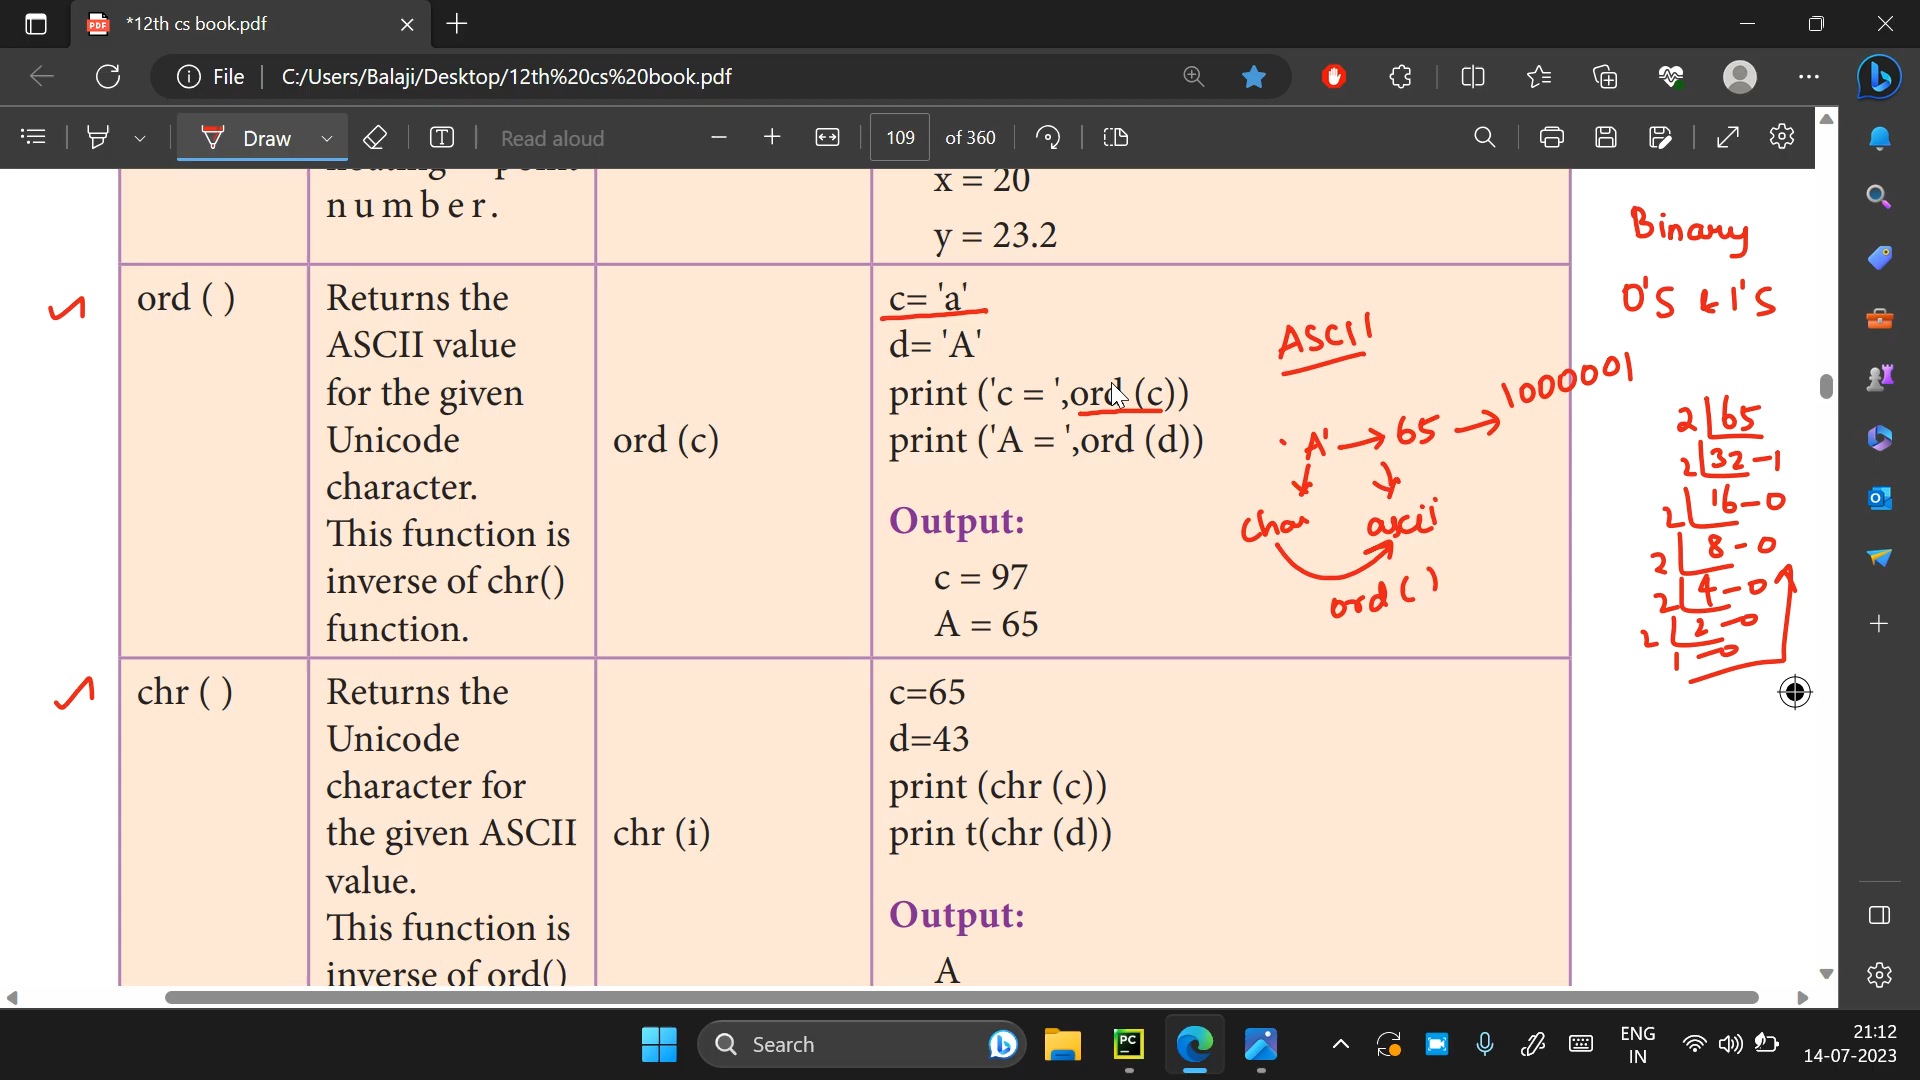 *12th cs book.pdf
File
C:/Users/Balaji/Desktop/12th%20cs%20book.pdf
Draw
Read aloud
109 of 360
number.
x = 20
y = 23.2
ord ( )
Returns the
ASCII value
for the given
Unicode
character.
This function is
inverse of chr()
function.
ord (c)
c= 'a'
d= 'A'
print ('c = ',ord (c))
print ('A = ',ord (d))
Output:
c = 97
A = 65
ASCII
'A' → 65 → 1000001
char ascii
ord ( )
Binary
0's & 1's
2 65
2 32 - 1
2 16 - 0
2 8 - 0
2 4 - 0
2 2 - 0
1 - 0
chr ( )
Returns the
Unicode
character for
the given ASCII
value.
This function is
inverse of ord()
chr (i)
c=65
d=43
print (chr (c))
prin t(chr (d))
Output:
A
Search
PC
ENG
IN
21:12
14-07-2023